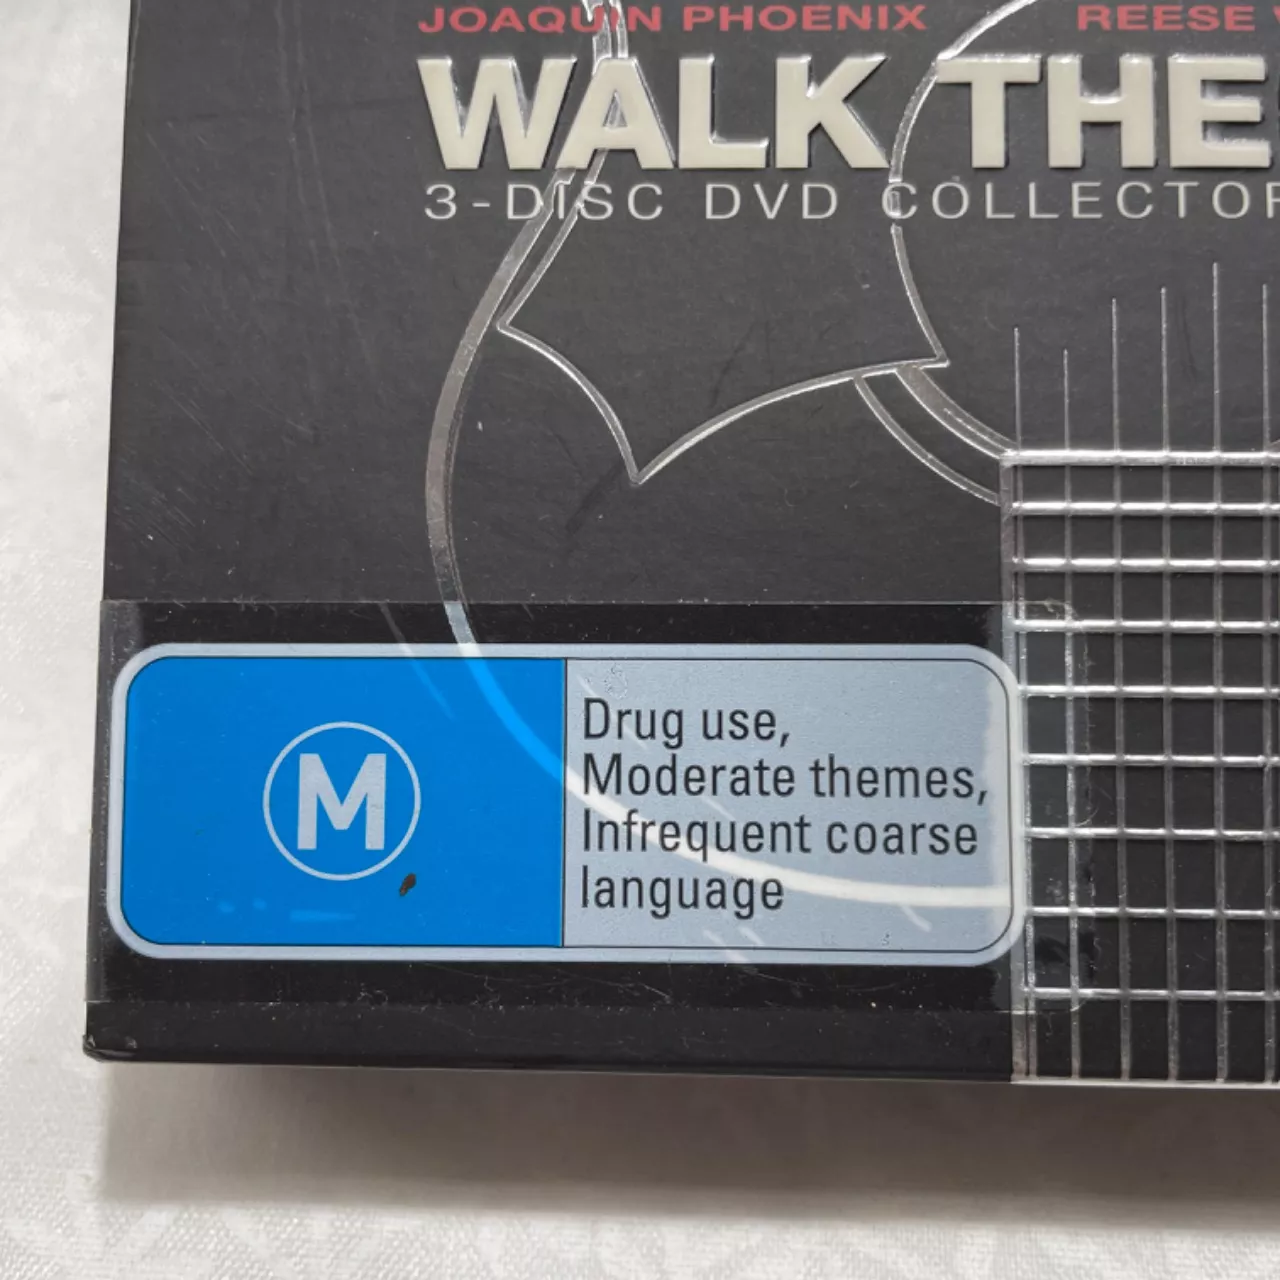 JOAQUIN PHOENIX REESE
WALK THE
3-DISC DVD COLLECTOR
M
Drug use,
Moderate themes,
Infrequent coarse
language